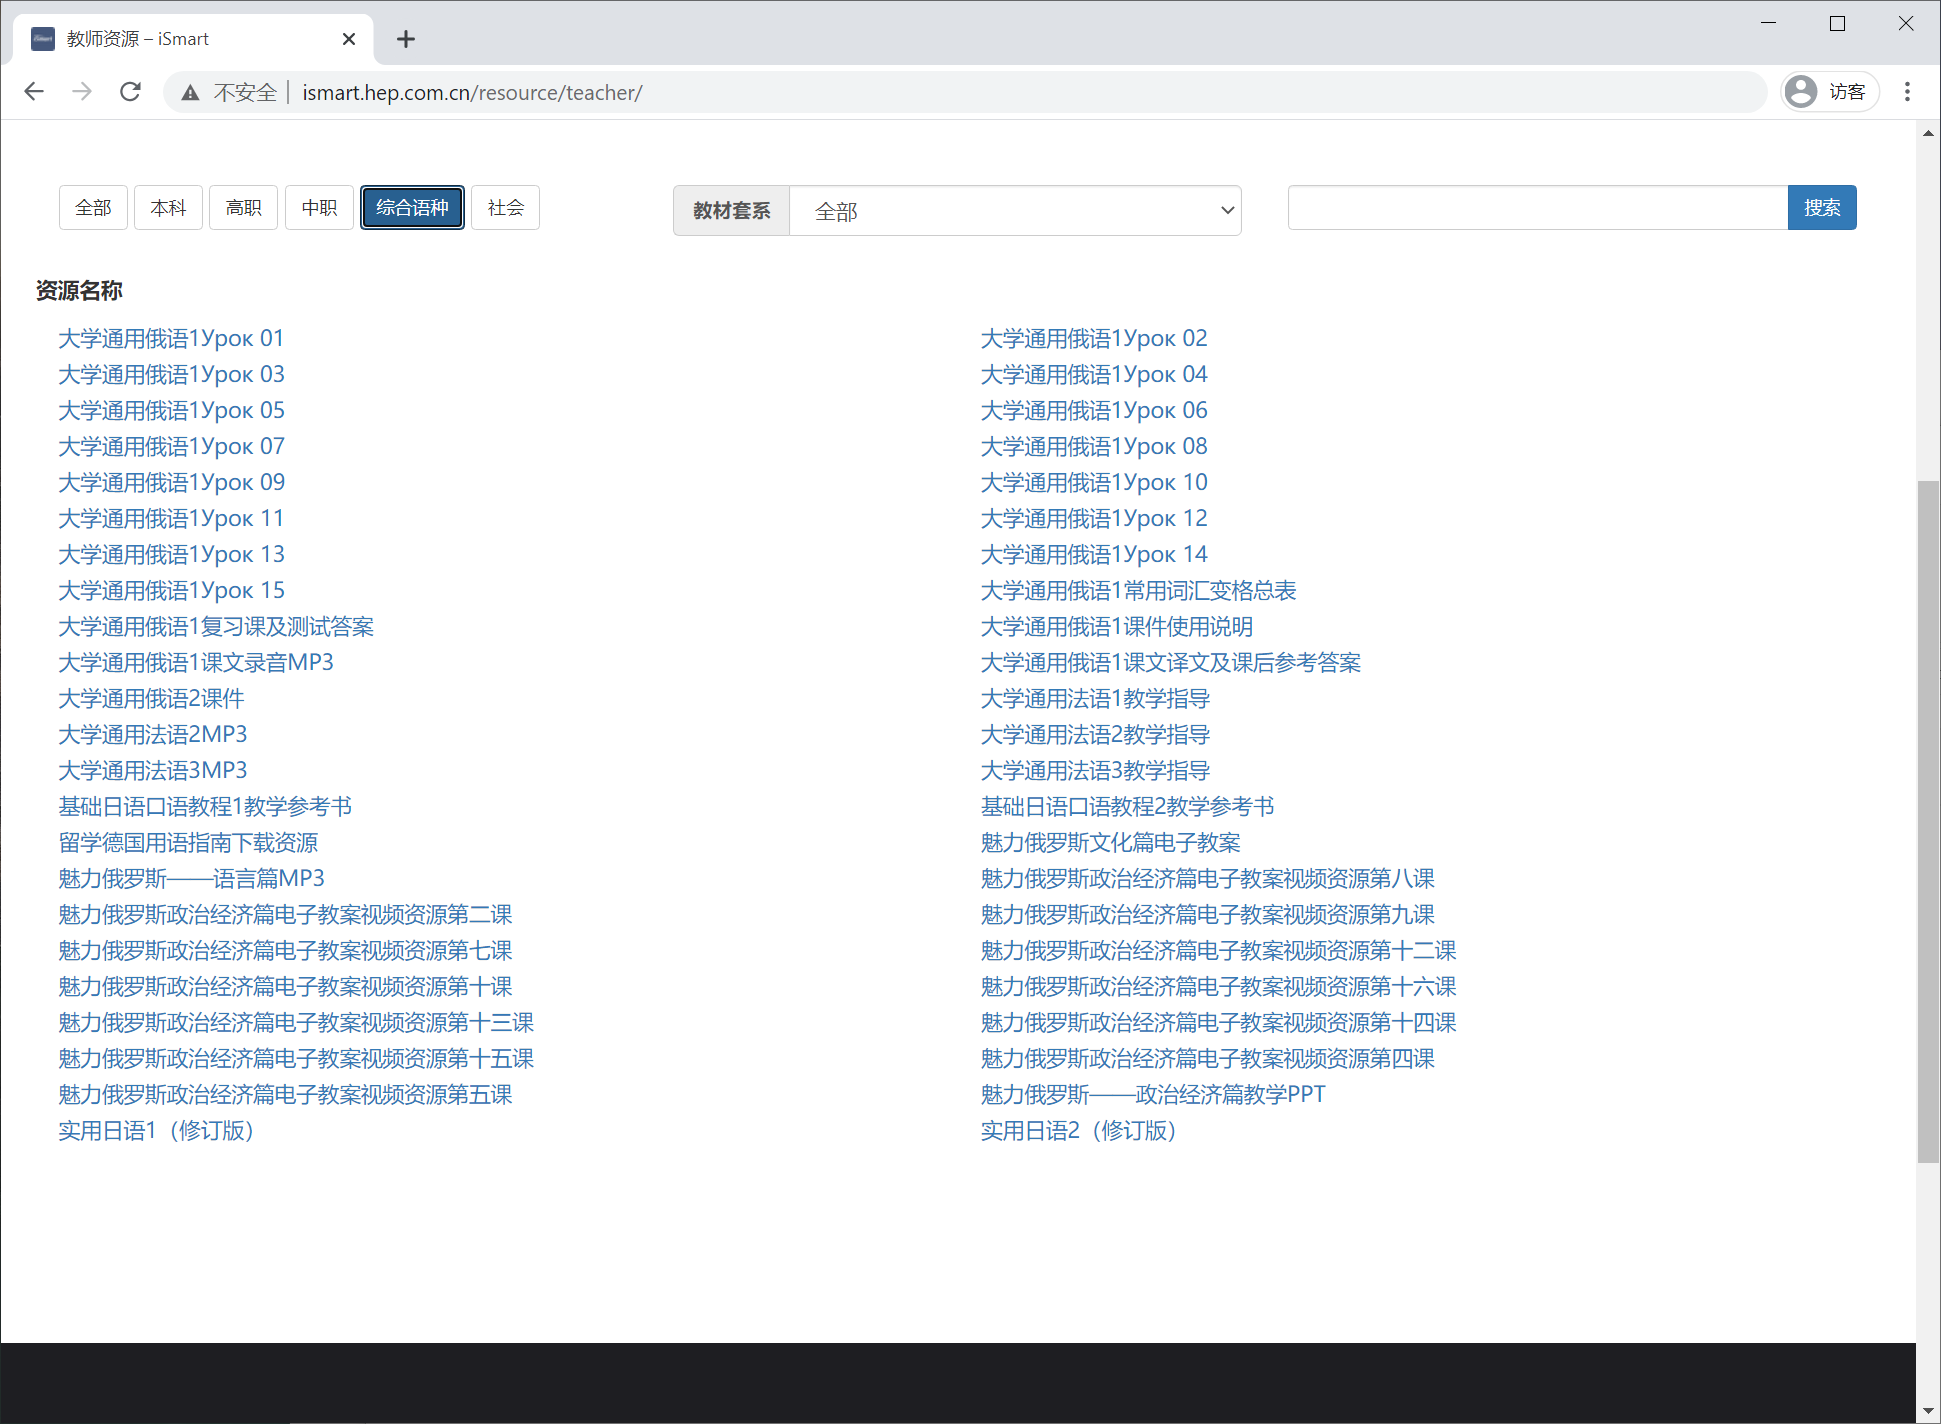 教师资源 – iSmart
不安全 ismart.hep.com.cn/resource/teacher/ 访客
全部 本科 高职 中职 综合语种 社会 教材套系 全部 搜索
资源名称
大学通用俄语1Урок 01 大学通用俄语1Урок 02
大学通用俄语1Урок 03 大学通用俄语1Урок 04
大学通用俄语1Урок 05 大学通用俄语1Урок 06
大学通用俄语1Урок 07 大学通用俄语1Урок 08
大学通用俄语1Урок 09 大学通用俄语1Урок 10
大学通用俄语1Урок 11 大学通用俄语1Урок 12
大学通用俄语1Урок 13 大学通用俄语1Урок 14
大学通用俄语1Урок 15 大学通用俄语1常用词汇变格总表
大学通用俄语1复习课及测试答案 大学通用俄语1课件使用说明
大学通用俄语1课文录音MP3 大学通用俄语1课文译文及课后参考答案
大学通用俄语2课件 大学通用法语1教学指导
大学通用法语2MP3 大学通用法语2教学指导
大学通用法语3MP3 大学通用法语3教学指导
基础日语口语教程1教学参考书 基础日语口语教程2教学参考书
留学德国用语指南下载资源 魅力俄罗斯文化篇电子教案
魅力俄罗斯——语言篇MP3 魅力俄罗斯政治经济篇电子教案视频资源第八课
魅力俄罗斯政治经济篇电子教案视频资源第二课 魅力俄罗斯政治经济篇电子教案视频资源第九课
魅力俄罗斯政治经济篇电子教案视频资源第七课 魅力俄罗斯政治经济篇电子教案视频资源第十二课
魅力俄罗斯政治经济篇电子教案视频资源第十课 魅力俄罗斯政治经济篇电子教案视频资源第十六课
魅力俄罗斯政治经济篇电子教案视频资源第十三课 魅力俄罗斯政治经济篇电子教案视频资源第十四课
魅力俄罗斯政治经济篇电子教案视频资源第十五课 魅力俄罗斯政治经济篇电子教案视频资源第四课
魅力俄罗斯政治经济篇电子教案视频资源第五课 魅力俄罗斯——政治经济篇教学PPT
实用日语1（修订版） 实用日语2（修订版）